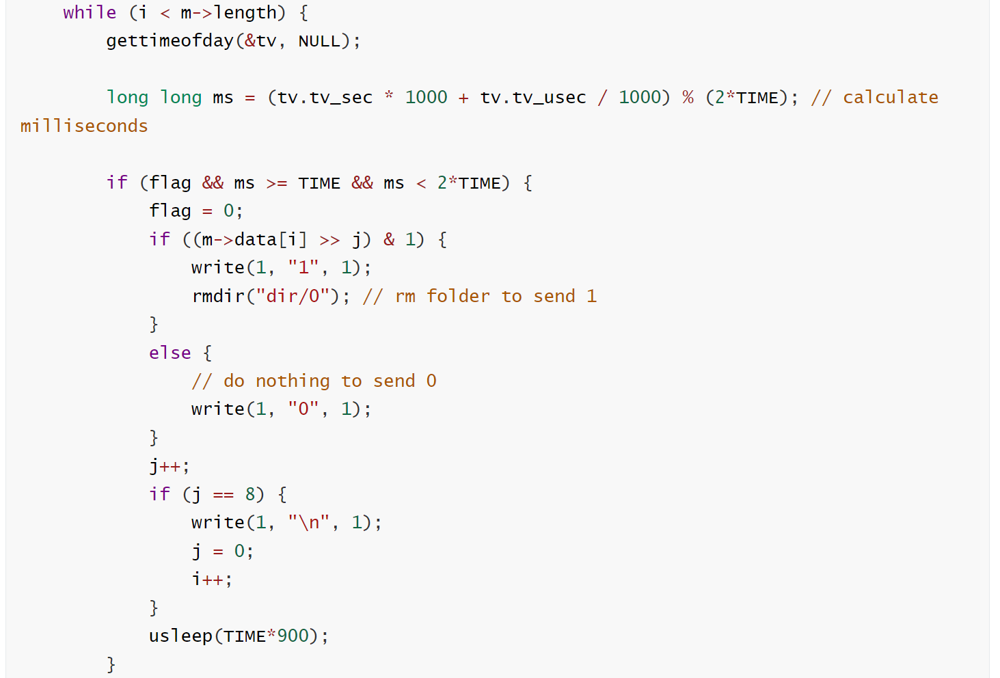 while (i < m->length) {
gettimeofday(&tv, NULL);
long long ms = (tv.tv_sec * 1000 + tv.tv_usec / 1000) % (2*TIME); // calculate
milliseconds
if (flag && ms >= TIME && ms < 2*TIME) {
flag = 0;
if ((m->data[i] >> j) & 1) {
write(1, "1", 1);
rmdir("dir/0"); // rm folder to send 1
}
else {
// do nothing to send 0
write(1, "0", 1);
}
j++;
if (j == 8) {
write(1, "\n", 1);
j = 0;
i++;
}
usleep(TIME*900);
}